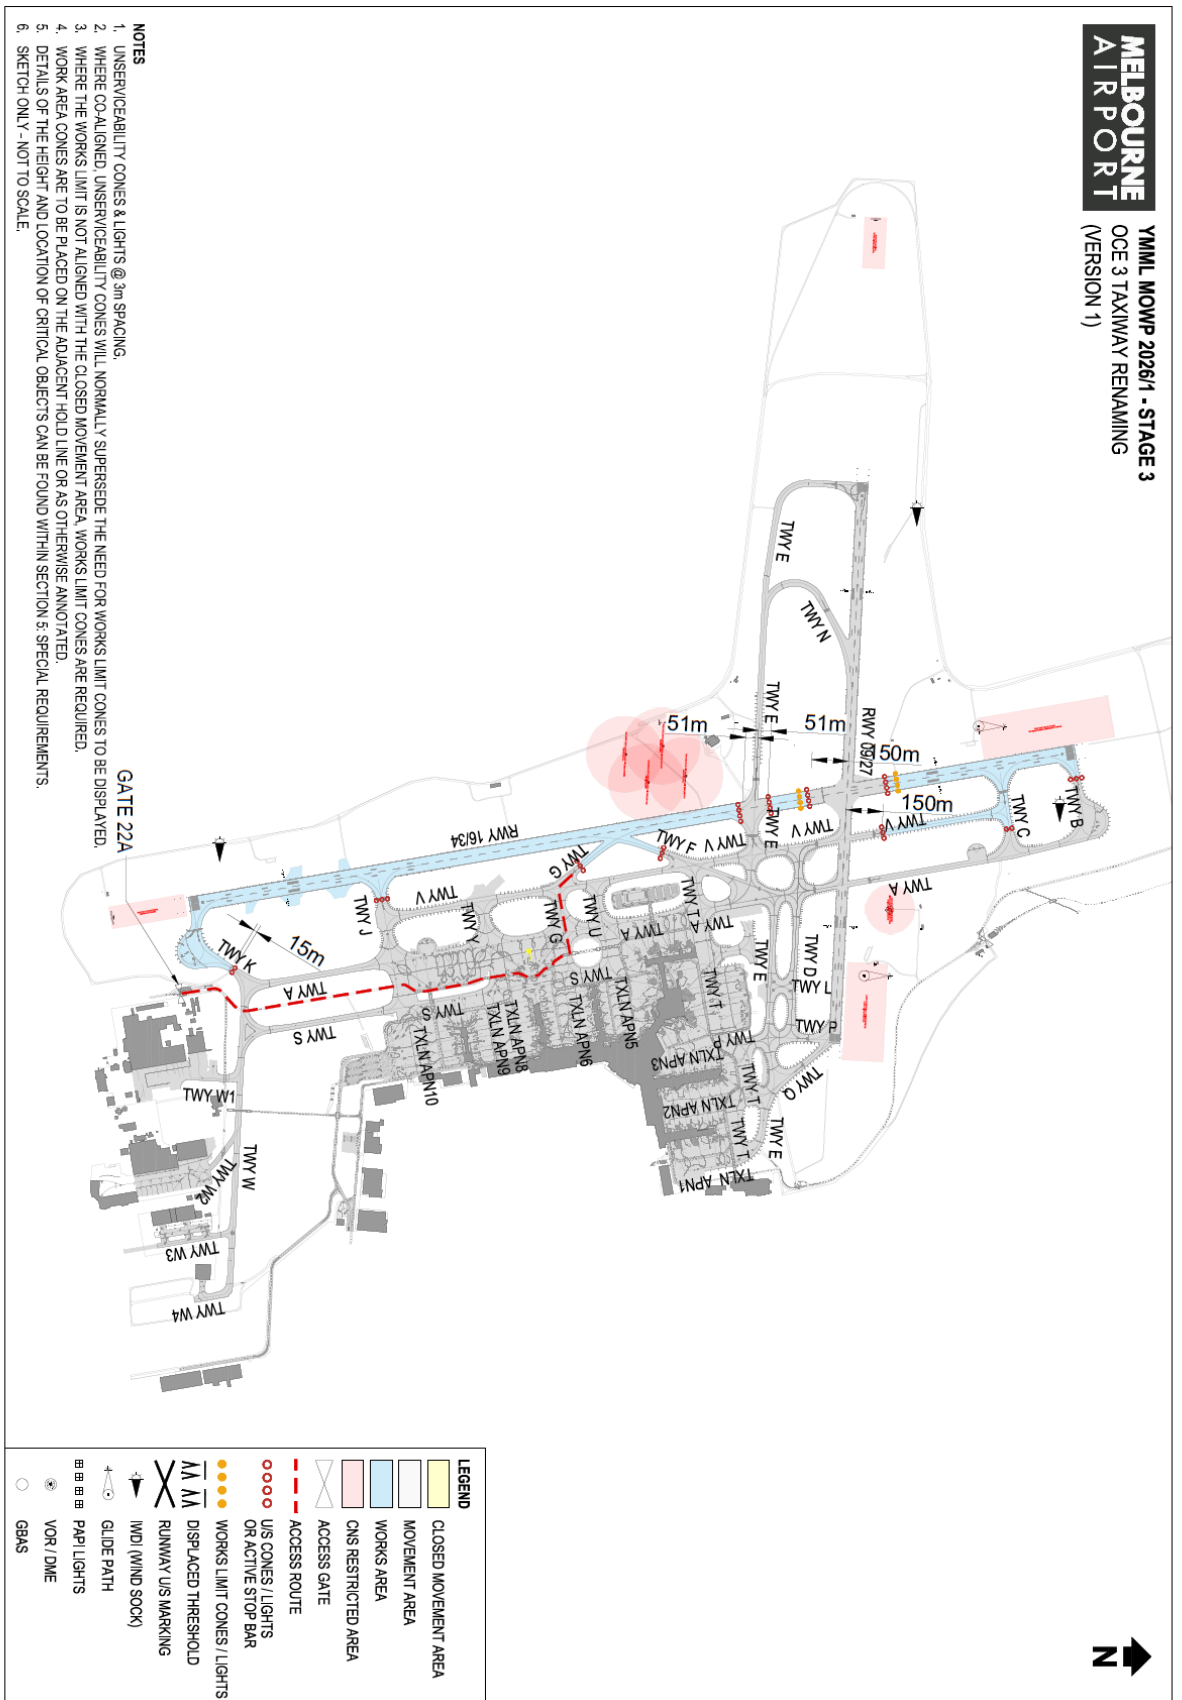 MELBOURNE
AIRPORT
YMML MOWP 2026/1 - STAGE 3
OCE 3 TAXIWAY RENAMING
(VERSION 1)
TWY E
TWY N
TWY E
51m
51m
RWY 09/27
150m
150m
TWY B
TWY C
TWY V
TWY V
TWY E
TWY V
TWY F
TWY A
RWY 16/34
TWY G
TWY V
TWY J
TWY Y
TWY G
TWY U
TWY A
TWY T
TWY A
TWY A
TWY E
TWY D
TWY L
TWY P
TWY K
15m
TWY A
TWY S
TWY S
TWY S
TWY T
TWY P
TWY Q
TWY T
TWY T
TWY E
TXLN APN10
TXLN APN9
TXLN APN8
TXLN APN6
TXLN APN5
TXLN APN3
TXLN APN2
TXLN APN1
TWY W1
TWY W
TWY W2
TWY W3
TWY W4
GATE 22A
NOTES
1. UNSERVICEABILITY CONES & LIGHTS @ 3m SPACING.
2. WHERE CO-ALIGNED, UNSERVICEABILITY CONES WILL NORMALLY SUPERSEDE THE NEED FOR WORKS LIMIT CONES TO BE DISPLAYED.
3. WHERE THE WORKS LIMIT IS NOT ALIGNED WITH THE CLOSED MOVEMENT AREA, WORKS LIMIT CONES ARE REQUIRED.
4. WORK AREA CONES ARE TO BE PLACED ON THE ADJACENT HOLD LINE OR AS OTHERWISE ANNOTATED.
5. DETAILS OF THE HEIGHT AND LOCATION OF CRITICAL OBJECTS CAN BE FOUND WITHIN SECTION 5: SPECIAL REQUIREMENTS.
6. SKETCH ONLY - NOT TO SCALE.
LEGEND
CLOSED MOVEMENT AREA
MOVEMENT AREA
WORKS AREA
CNS RESTRICTED AREA
ACCESS GATE
ACCESS ROUTE
U/S CONES / LIGHTS
OR ACTIVE STOP BAR
WORKS LIMIT CONES / LIGHTS
DISPLACED THRESHOLD
RUNWAY U/S MARKING
IWDI (WIND SOCK)
GLIDE PATH
PAPI LIGHTS
VOR / DME
GBAS
N